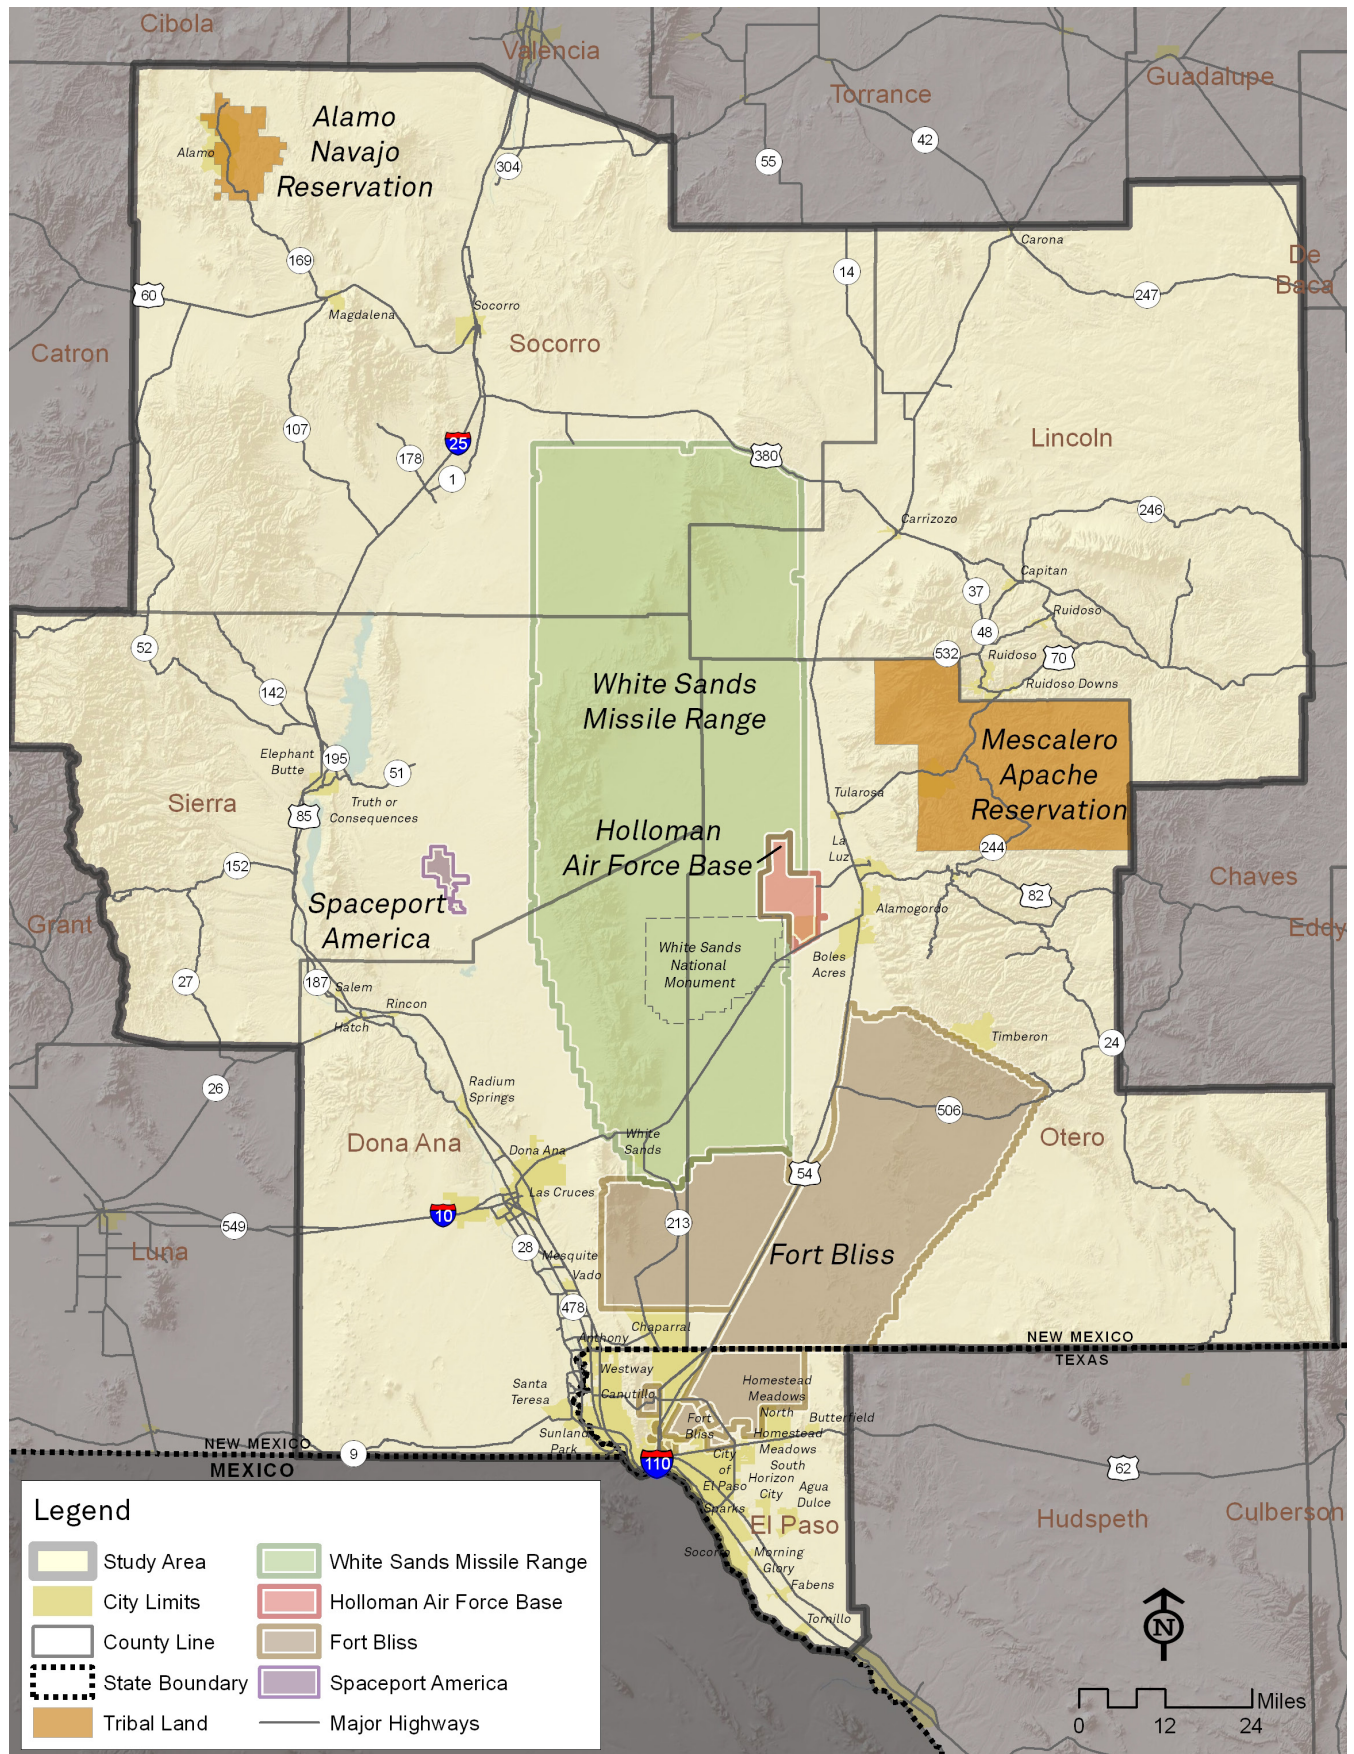 Cibola
Valencia
Torrance
Guadalupe
42
55
304
Alamo
Navajo
Reservation
Alamo
Carona
De
Baca
169
14
247
60
Magdalena
Socorro
Socorro
Catron
107
25
178
1
380
Lincoln
246
Carrizozo
Capitan
37
Ruidoso
48
532
Ruidoso
70
Ruidoso Downs
52
142
White Sands
Missile Range
Mescalero
Apache
Reservation
Elephant
Butte
195
51
Truth or
Consequences
Sierra
85
Tularosa
Holloman
Air Force Base
La
Luz
244
152
82
Chaves
Spaceport
America
Alamogordo
Grant
Eddy
White Sands
National
Monument
Boles
Acres
27
187
Salem
Rincon
Hatch
Timberon
24
26
Radium
Springs
506
Dona Ana
Dona Ana
White
Sands
Otero
54
Las Cruces
10
549
213
28
Luna
Mesquite
Vado
Fort Bliss
478
Chaparral
Anthony
NEW MEXICO
TEXAS
Westway
Santa
Teresa
Canutillo
Homestead
Meadows
North
Butterfield
Fort
Bliss
Sunland
Park
Homestead
Meadows
South
NEW MEXICO
MEXICO
9
110
City
of
El Paso
Horizon
City
Agua
Dulce
62
Sparks
El Paso
Hudspeth
Culberson
Socorro
Morning
Glory
Fabens
Tornillo
Legend
Study Area
City Limits
County Line
State Boundary
Tribal Land
White Sands Missile Range
Holloman Air Force Base
Fort Bliss
Spaceport America
Major Highways
N
Miles
0
12
24